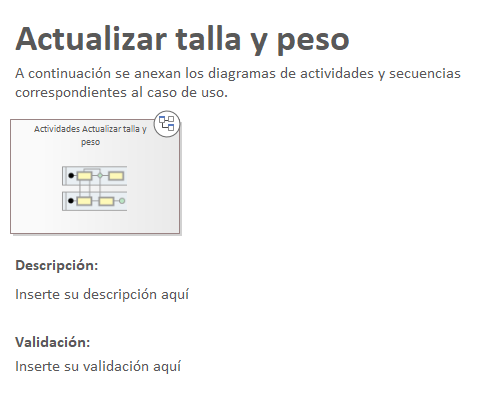 Actualizar talla y peso
A continuación se anexan los diagramas de actividades y secuencias
correspondientes al caso de uso.
Actividades Actualizar talla y
peso
Descripción:
Inserte su descripción aquí
Validación:
Inserte su validación aquí